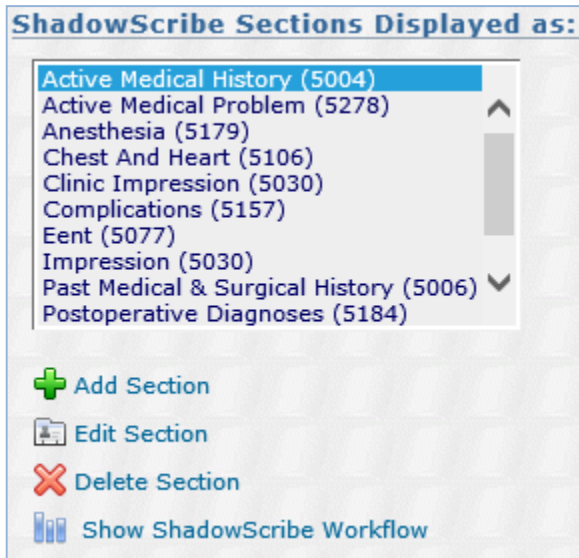 ShadowScribe Sections Displayed as:
Active Medical History (5004)
Active Medical Problem (5278)
Anesthesia (5179)
Chest And Heart (5106)
Clinic Impression (5030)
Complications (5157)
Eent (5077)
Impression (5030)
Past Medical & Surgical History (5006)
Postoperative Diagnoses (5184)
Add Section
Edit Section
Delete Section
Show ShadowScribe Workflow